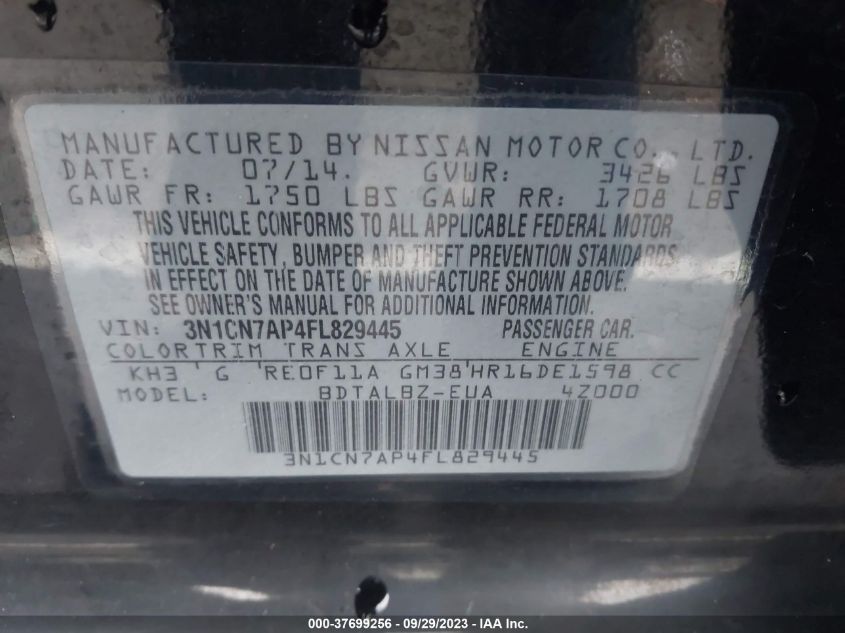 MANUFACTURED BY NISSAN MOTOR CO., LTD.
DATE: 07/14. GVWR: 3426 LBS
GAWR FR: 1750 LBS GAWR RR: 1708 LBS
THIS VEHICLE CONFORMS TO ALL APPLICABLE FEDERAL MOTOR
VEHICLE SAFETY, BUMPER AND THEFT PREVENTION STANDARDS
IN EFFECT ON THE DATE OF MANUFACTURE SHOWN ABOVE.
SEE OWNER'S MANUAL FOR ADDITIONAL INFORMATION.
VIN: 3N1CN7AP4FL829445 PASSENGER CAR.
COLOR TRIM TRANS AXLE ENGINE
KH3 G RE0F11A GM38 HR16DE1598 CC
MODEL: BDTALBZ-EUA 4Z000
3N1CN7AP4FL829445
000-37699256 - 09/29/2023 - IAA Inc.